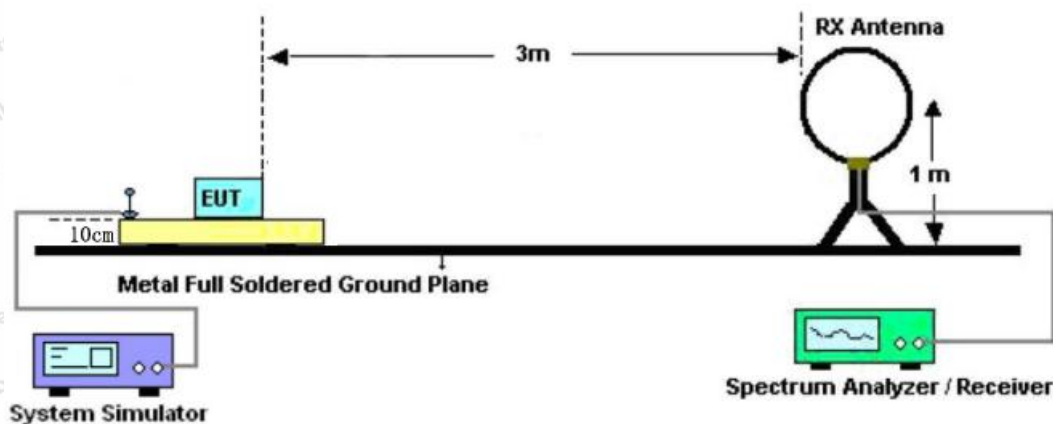 RX Antenna
3m
1 m
EUT
10cm
Metal Full Soldered Ground Plane
System Simulator
Spectrum Analyzer / Receiver